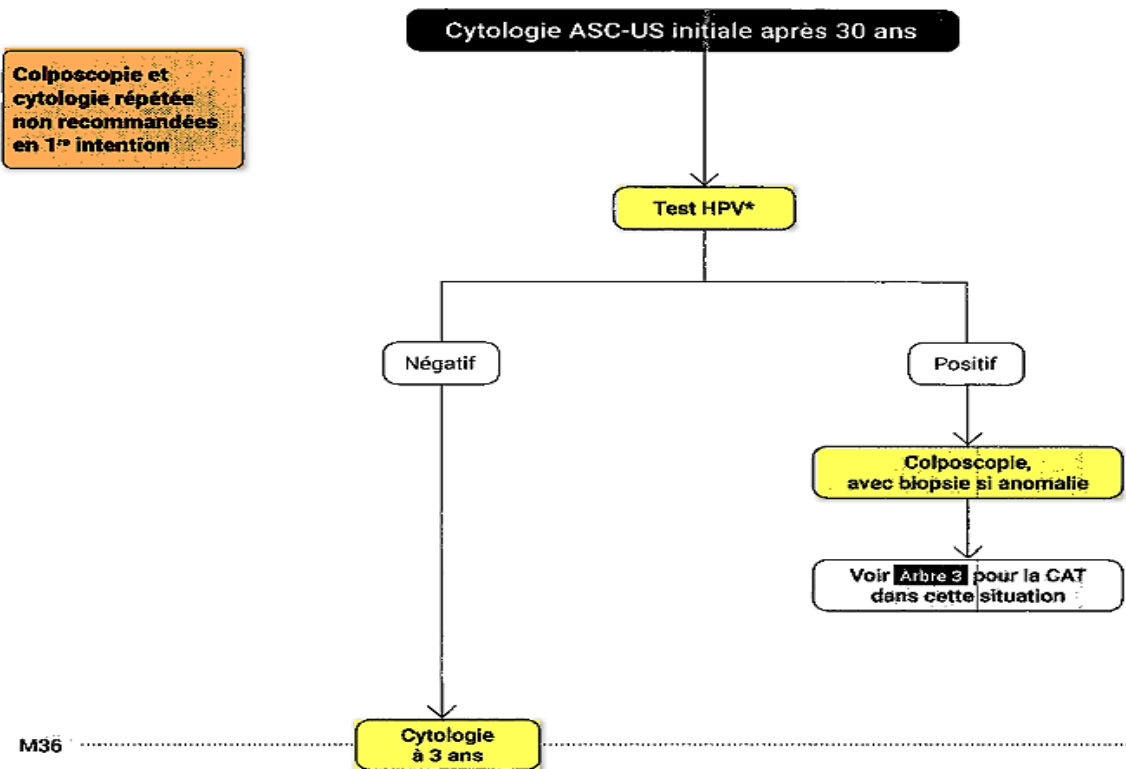 Cytologie ASC-US initiale après 30 ans
Colposcopie et
cytologie répétée
non recommandées
en 1re intention
Test HPV*
Négatif
Positif
Colposcopie,
avec biopsie si anomalie
Voir Arbre 3 pour la CAT
dans cette situation
M36
Cytologie
à 3 ans